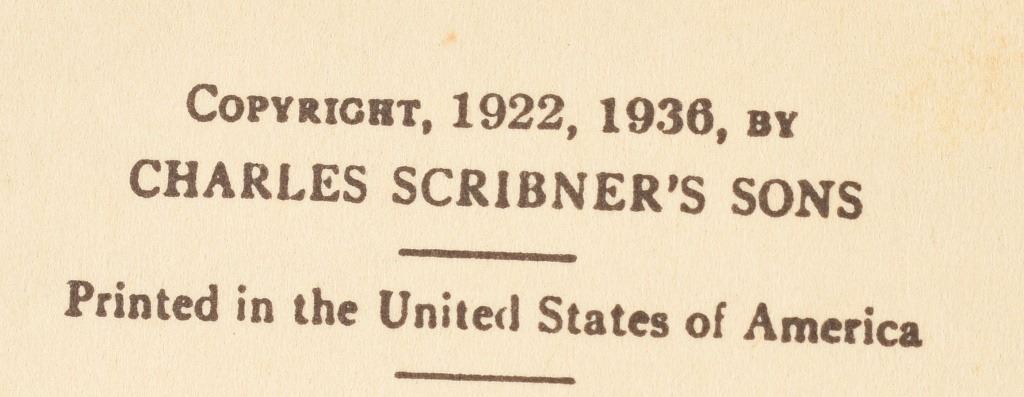 COPYRIGHT, 1922, 1936, BY
CHARLES SCRIBNER'S SONS
Printed in the United States of America